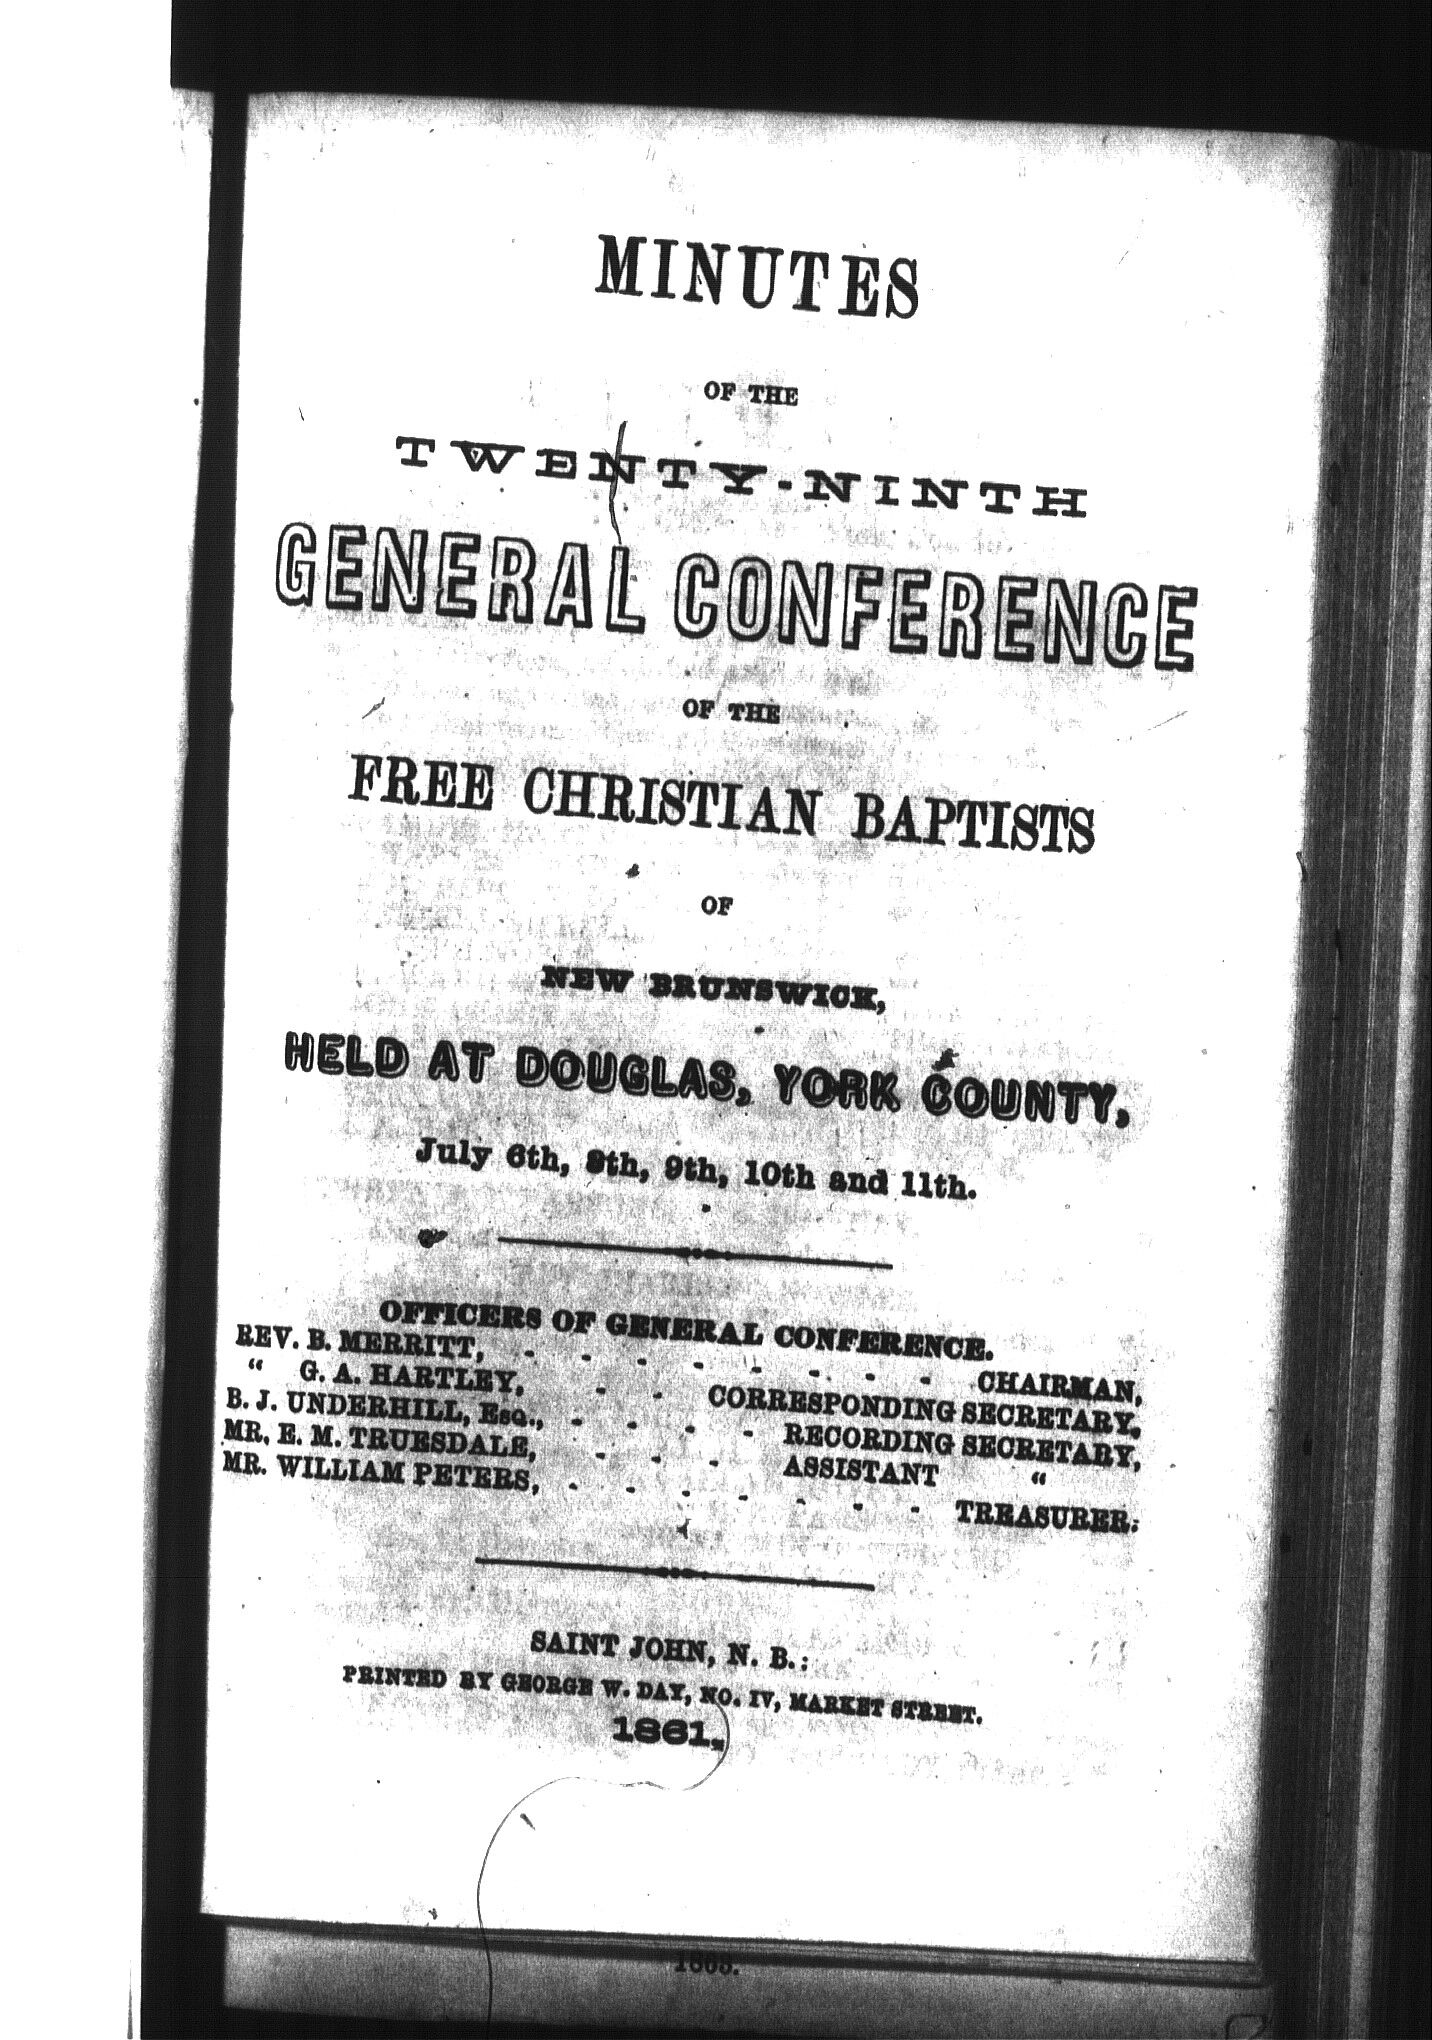 MINUTES
OF THE
TWENTY-NINTH
GENERAL CONFERENCE
OF THE
FREE CHRISTIAN BAPTISTS
OF
NEW BRUNSWICK,
HELD AT DOUGLAS, YORK COUNTY,
July 6th, 8th, 9th, 10th and 11th.
OFFICERS OF GENERAL CONFERENCE.
REV. B. MERRITT, - - - - - - - - CHAIRMAN,
“ G. A. HARTLEY, - - CORRESPONDING SECRETARY,
B. J. UNDERHILL, Esq., - - - - RECORDING SECRETARY,
MR. E. M. TRUESDALE, - - - ASSISTANT “
MR. WILLIAM PETERS, - - - - - - - TREASURER.
SAINT JOHN, N. B.:
PRINTED BY GEORGE W. DAY, NO. IV, MARKET STREET.
1861.